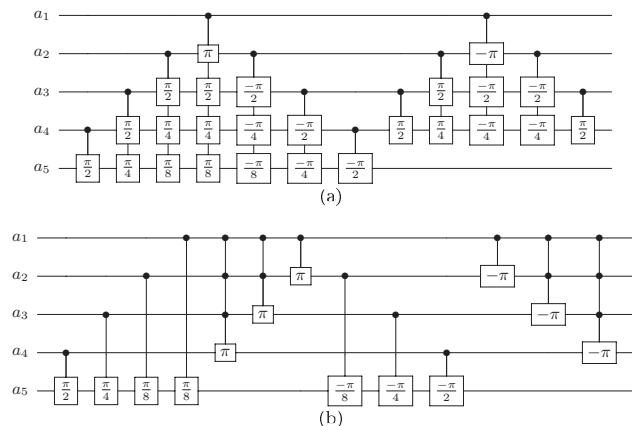 a₁
a₂ π −π
a₃ π/2 π/2 −π/2 π/2 −π/2 −π/2
a₄ π/2 π/4 π/4 −π/4 −π/2 π/2 π/4 −π/4 −π/4 π/2
a₅ π/2 π/4 π/8 π/8 −π/8 −π/4 −π/2
(a)
a₁
a₂ π −π
a₃ π −π
a₄ π −π
a₅ π/2 π/4 π/8 π/8 −π/8 −π/4 −π/2
(b)